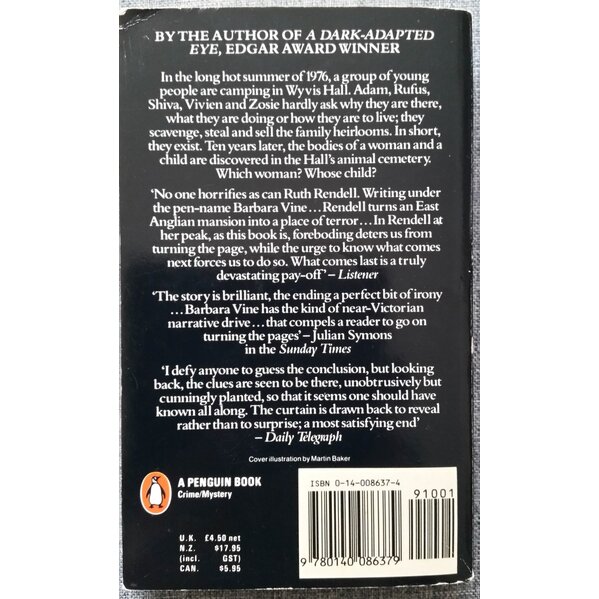 BY THE AUTHOR OF A DARK-ADAPTED
EYE, EDGAR AWARD WINNER
In the long hot summer of 1976, a group of young
people are camping in Wyvis Hall. Adam, Rufus,
Shiva, Vivien and Zosie hardly ask why they are there,
what they are doing or how they are to live; they
scavenge, steal and sell the family heirlooms. In short,
they exist. Ten years later, the bodies of a woman and a
child are discovered in the Hall's animal cemetery.
Which woman? Whose child?
'No one horrifies as can Ruth Rendell. Writing under
the pen-name Barbara Vine ... Rendell turns an East
Anglian mansion into a place of terror ... In Rendell at
her peak, as this book is, foreboding deters us from
turning the page, while the urge to know what comes
next forces us to do so. What comes last is a truly
devastating pay-off' – Listener
'The story is brilliant, the ending a perfect bit of irony
... Barbara Vine has the kind of near-Victorian
narrative drive ... that compels a reader to go on
turning the pages' – Julian Symons
in the Sunday Times
'I defy anyone to guess the conclusion, but looking
back, the clues are seen to be there, unobtrusively but
cunningly planted, so that it seems one should have
known all along. The curtain is drawn back to reveal
rather than to surprise; a most satisfying end'
– Daily Telegraph
Cover illustration by Martin Baker
A PENGUIN BOOK
Crime/Mystery
U.K. £4.50 net
N.Z. $17.95
(incl. GST)
CAN. $5.95
ISBN 0-14-008637-4
91001
9 780140 086379